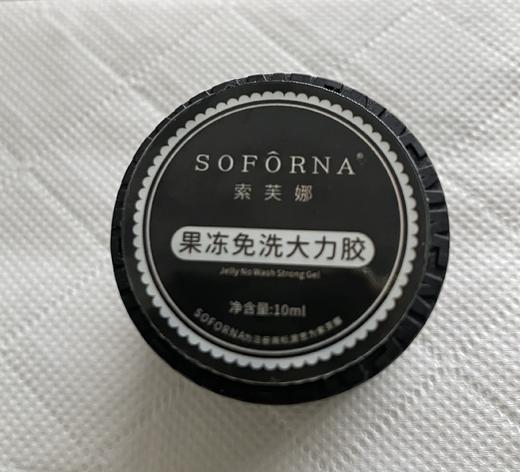 SOFÔRNA®
索芙娜
果冻免洗大力胶
Jelly No Wash Strong Gel
净含量:10ml
SOFORNA